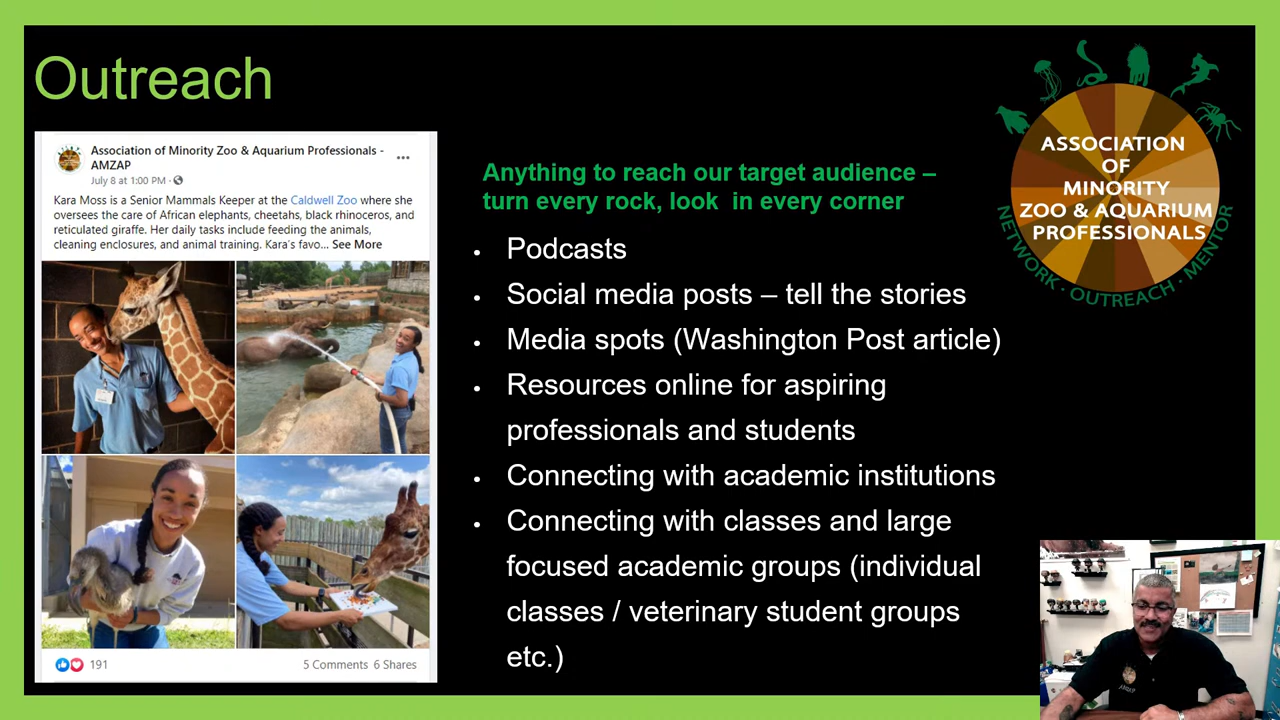 Outreach
Association of Minority Zoo & Aquarium Professionals -
AMZAP
July 8 at 1:00 PM ·
Kara Moss is a Senior Mammals Keeper at the Caldwell Zoo where she
oversees the care of African elephants, cheetahs, black rhinoceros, and
reticulated giraffe. Her daily tasks include feeding the animals,
cleaning enclosures, and animal training. Kara's favo... See More
191
5 Comments 6 Shares
Anything to reach our target audience –
turn every rock, look in every corner
• Podcasts
• Social media posts – tell the stories
• Media spots (Washington Post article)
• Resources online for aspiring
professionals and students
• Connecting with academic institutions
• Connecting with classes and large
focused academic groups (individual
classes / veterinary student groups
etc.)
ASSOCIATION
OF
MINORITY
ZOO & AQUARIUM
PROFESSIONALS
NETWORK · OUTREACH · MENTOR
AMZAP